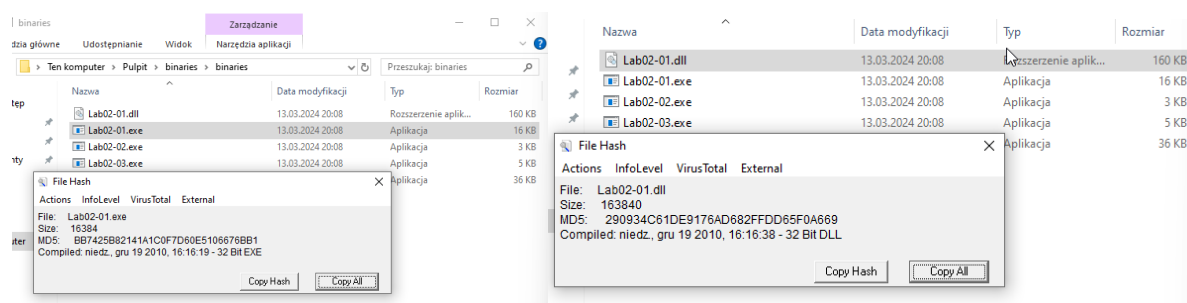 binaries
Zarządzanie
dzia główne Udostępnianie Widok Narzędzia aplikacji
Ten komputer > Pulpit > binaries > binaries
Przeszukaj: binaries
Nazwa Data modyfikacji Typ Rozmiar
tęp
Lab02-01.dll 13.03.2024 20:08 Rozszerzenie aplik... 160 KB
Lab02-01.exe 13.03.2024 20:08 Aplikacja 16 KB
Lab02-02.exe 13.03.2024 20:08 Aplikacja 3 KB
nty Lab02-03.exe 13.03.2024 20:08 Aplikacja 5 KB
Aplikacja 36 KB
File Hash
Actions InfoLevel VirusTotal External
File: Lab02-01.exe
Size: 16384
MD5: BB7425B82141A1C0F7D60E5106676BB1
Compiled: niedz., gru 19 2010, 16:16:19 - 32 Bit EXE
Copy Hash Copy All
uter
Nazwa Data modyfikacji Typ Rozmiar
Lab02-01.dll 13.03.2024 20:08 Rozszerzenie aplik... 160 KB
Lab02-01.exe 13.03.2024 20:08 Aplikacja 16 KB
Lab02-02.exe 13.03.2024 20:08 Aplikacja 3 KB
Lab02-03.exe 13.03.2024 20:08 Aplikacja 5 KB
Aplikacja 36 KB
File Hash
Actions InfoLevel VirusTotal External
File: Lab02-01.dll
Size: 163840
MD5: 290934C61DE9176AD682FFDD65F0A669
Compiled: niedz., gru 19 2010, 16:16:38 - 32 Bit DLL
Copy Hash Copy All